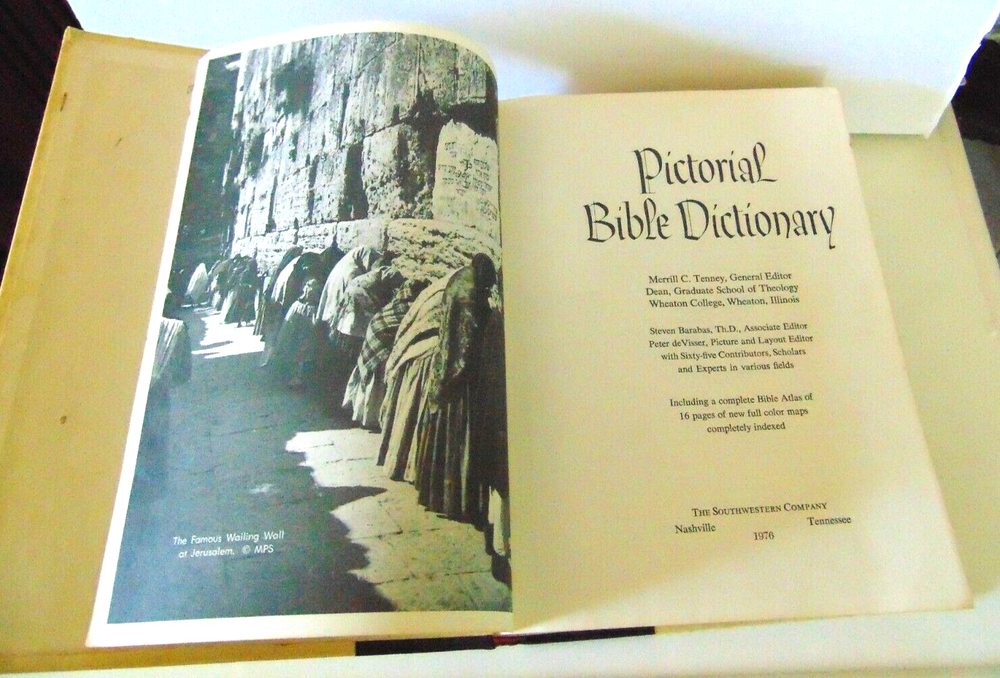 The Famous Wailing Wall
at Jerusalem, © MPS
Pictorial
Bible Dictionary
Merrill C. Tenney, General Editor
Dean, Graduate School of Theology
Wheaton College, Wheaton, Illinois
Steven Barabas, Th.D., Associate Editor
Peter deVisser, Picture and Layout Editor
with Sixty-five Contributors, Scholars
and Experts in various fields
Including a complete Bible Atlas of
16 pages of new full color maps
completely indexed
THE SOUTHWESTERN COMPANY
Nashville Tennessee
1976